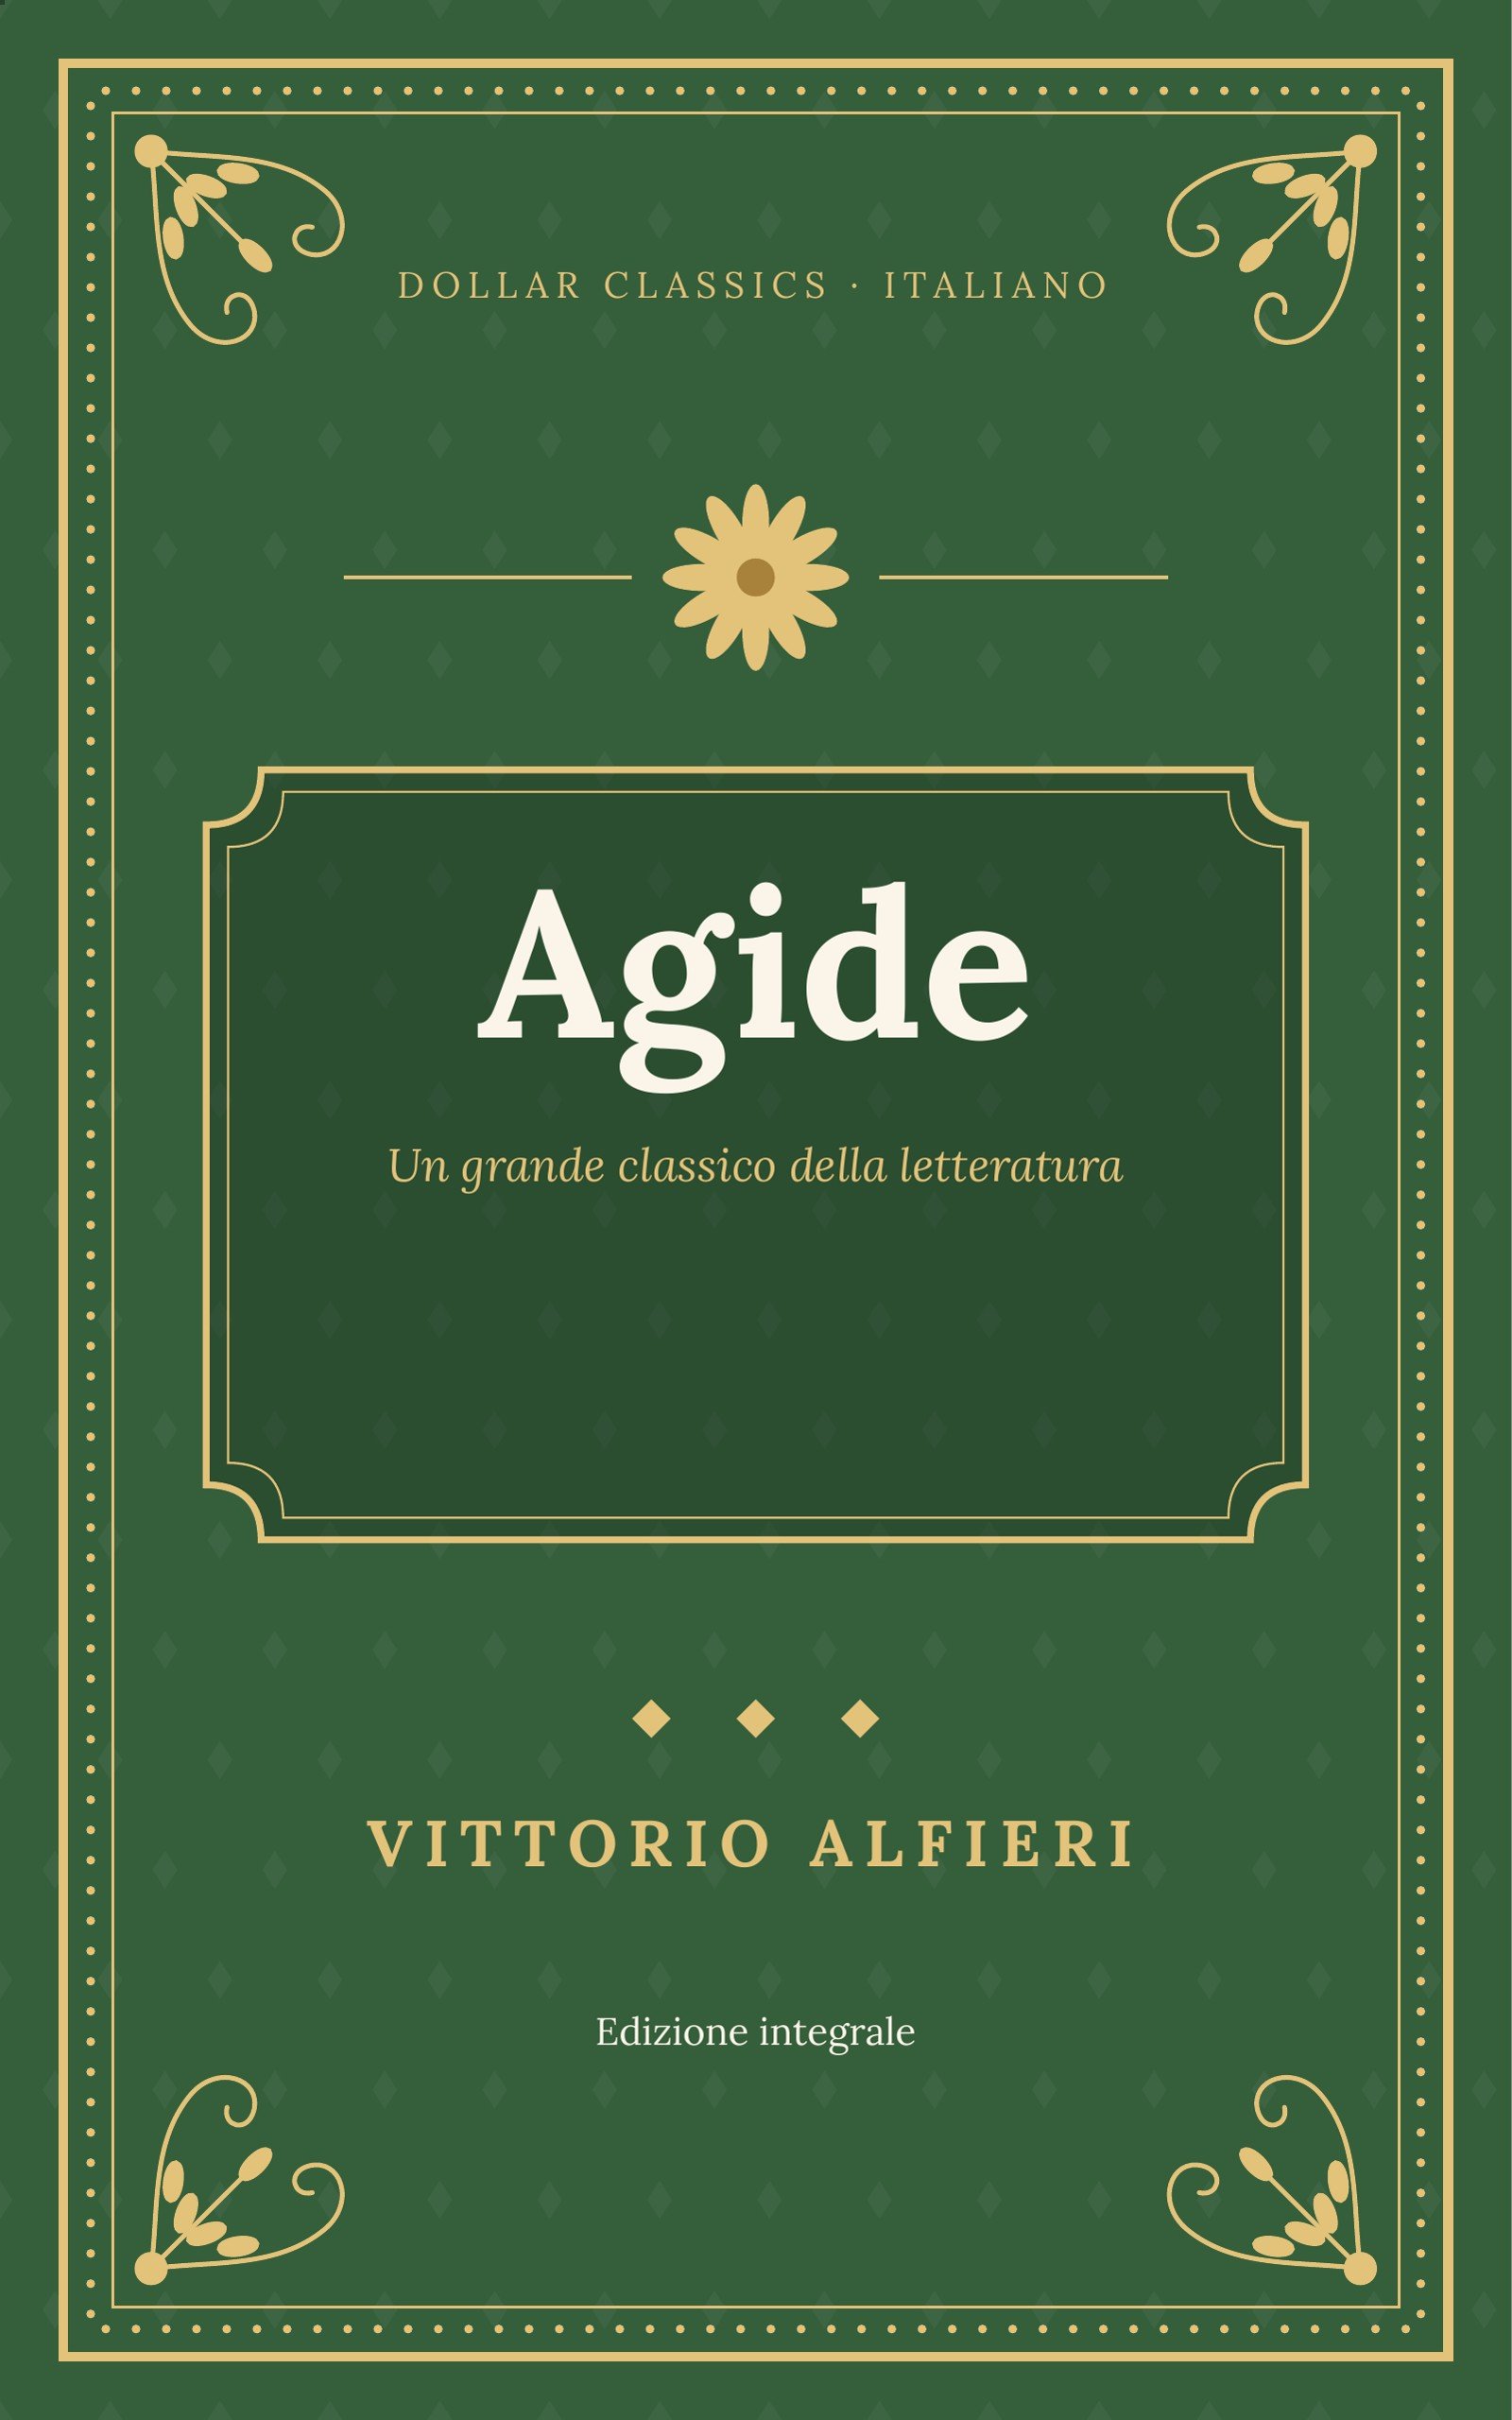 DOLLAR CLASSICS · ITALIANO
Agide
Un grande classico della letteratura
VITTORIO ALFIERI
Edizione integrale